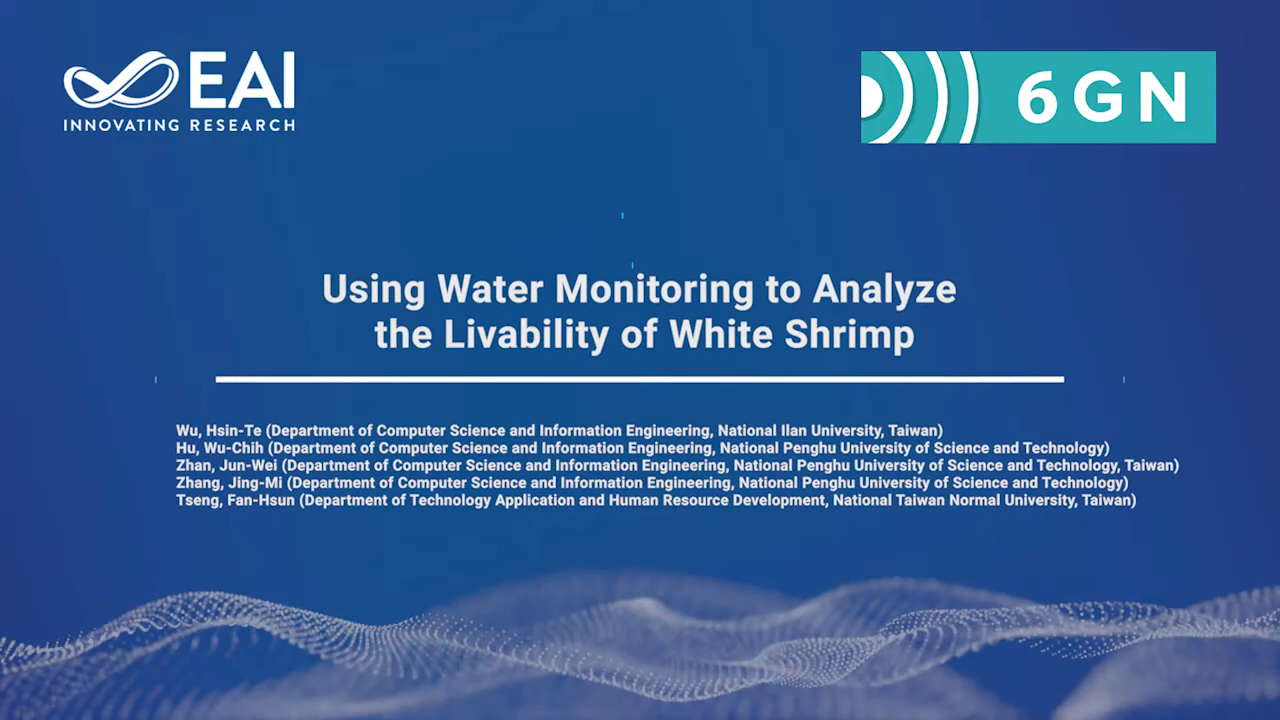 EAI
INNOVATING RESEARCH
6GN
Using Water Monitoring to Analyze
the Livability of White Shrimp
Wu, Hsin-Te (Department of Computer Science and Information Engineering, National Ilan University, Taiwan)
Hu, Wu-Chih (Department of Computer Science and Information Engineering, National Penghu University of Science and Technology)
Zhan, Jun-Wei (Department of Computer Science and Information Engineering, National Penghu University of Science and Technology, Taiwan)
Zhang, Jing-Mi (Department of Computer Science and Information Engineering, National Penghu University of Science and Technology)
Tseng, Fan-Hsun (Department of Technology Application and Human Resource Development, National Taiwan Normal University, Taiwan)